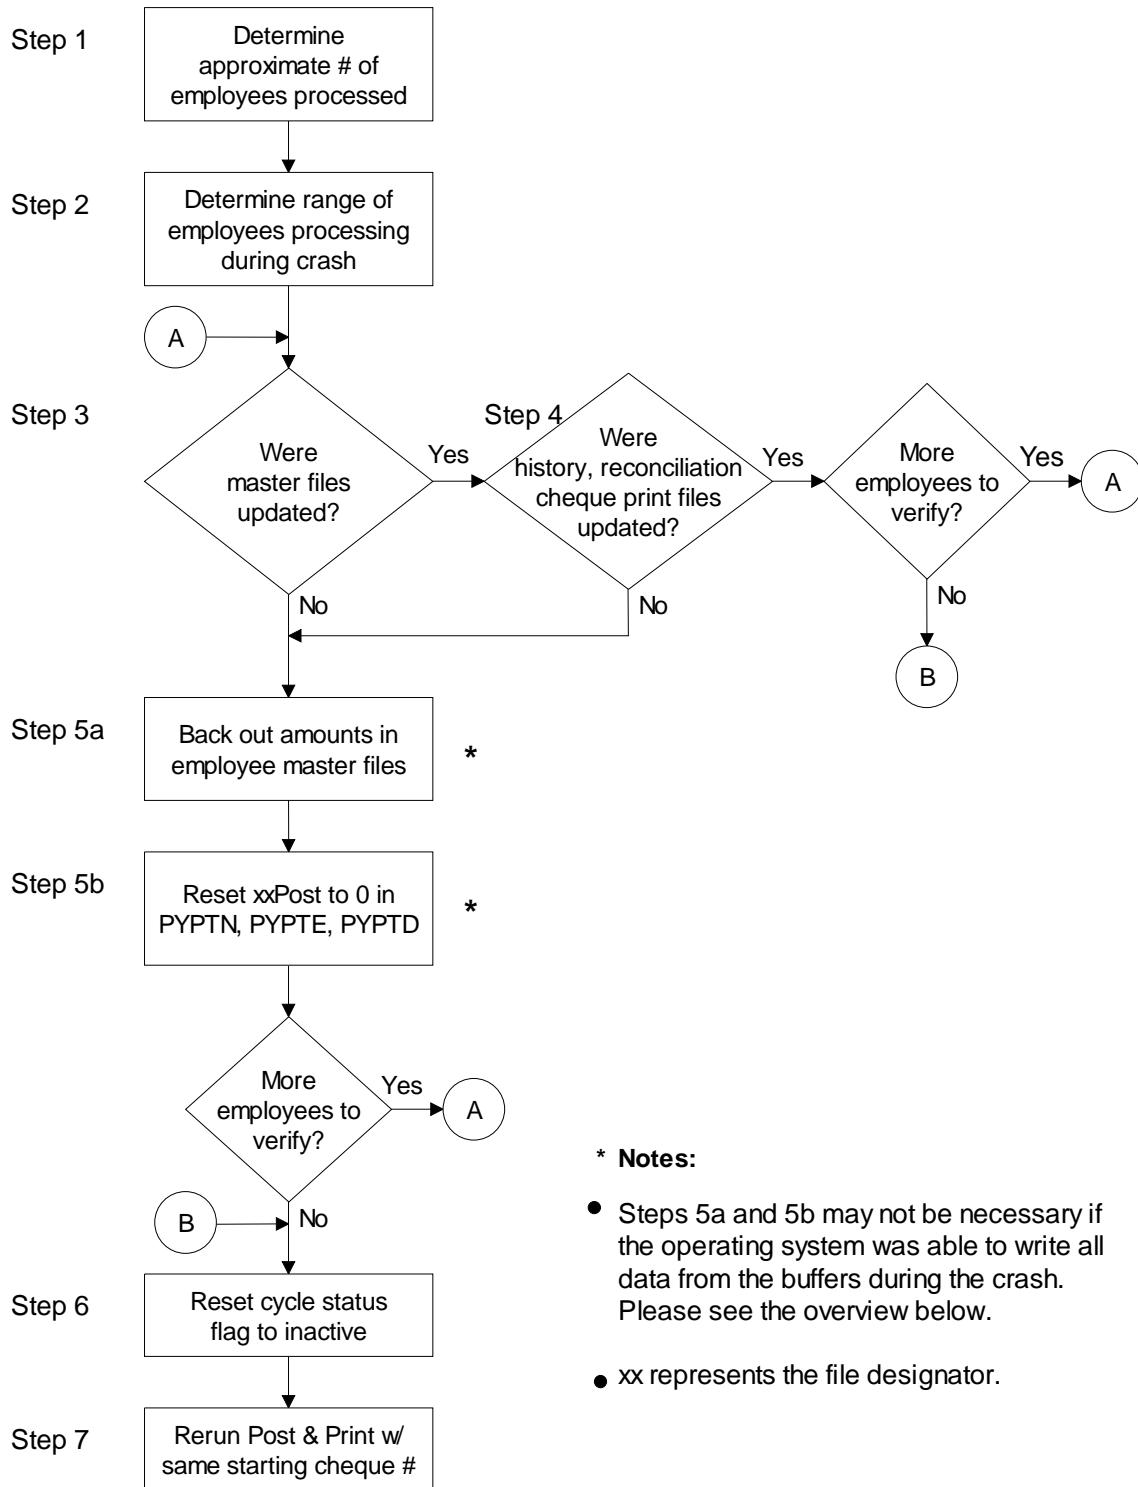 Step 1
Determine
approximate # of
employees processed
Step 2
Determine range of
employees processing
during crash
A
Step 3
Were
master files
updated?
Yes
No
Step 4
Were
history, reconciliation
cheque print files
updated?
Yes
No
More
employees to
verify?
Yes
A
No
B
Step 5a
Back out amounts in
employee master files
*
Step 5b
Reset xxPost to 0 in
PYPTN, PYPTE, PYPTD
*
More
employees to
verify?
Yes
A
No
B
Step 6
Reset cycle status
flag to inactive
Step 7
Rerun Post & Print w/
same starting cheque #
* Notes:
● Steps 5a and 5b may not be necessary if
the operating system was able to write all
data from the buffers during the crash.
Please see the overview below.
● xx represents the file designator.